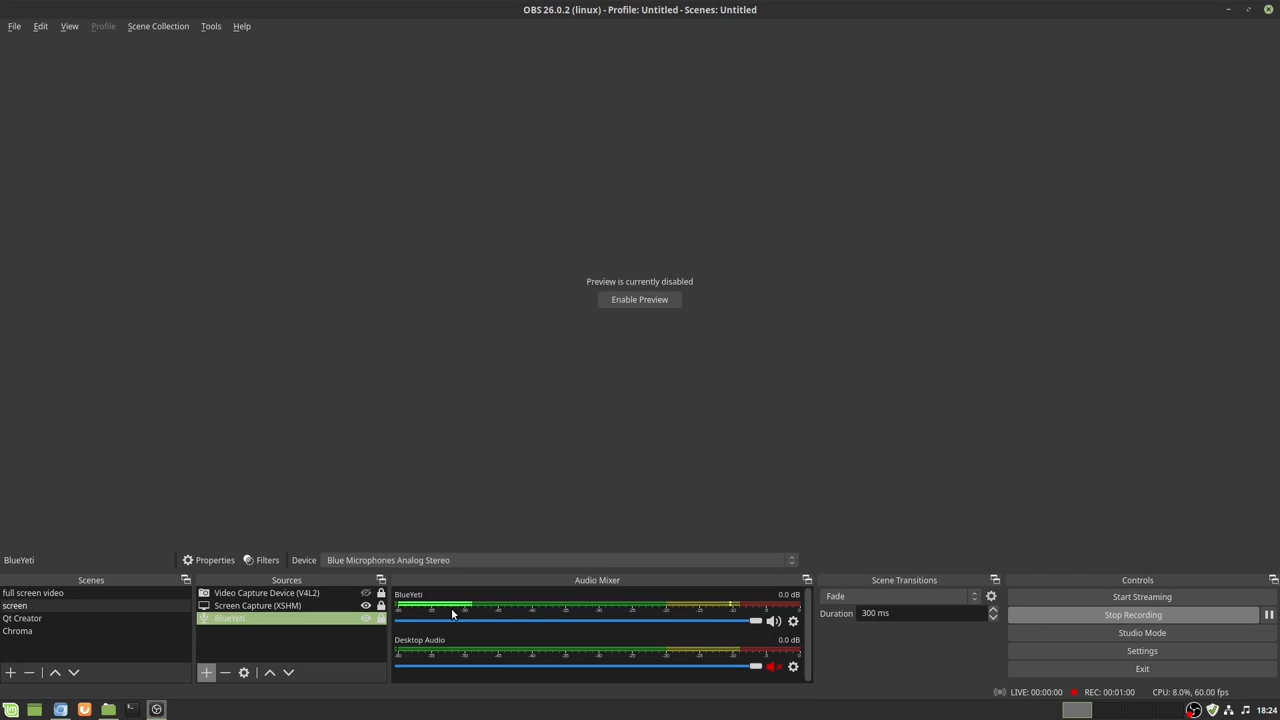 OBS 26.0.2 (linux) - Profile: Untitled - Scenes: Untitled
File Edit View Profile Scene Collection Tools Help
Preview is currently disabled
Enable Preview
BlueYeti Properties Filters Device Blue Microphones Analog Stereo
Scenes
full screen video
screen
Qt Creator
Chroma
Sources
Video Capture Device (V4L2)
Screen Capture (XSHM)
BlueYeti
Audio Mixer
BlueYeti 0.0 dB
Desktop Audio 0.0 dB
Scene Transitions
Fade
Duration 300 ms
Controls
Start Streaming
Stop Recording
Studio Mode
Settings
Exit
LIVE: 00:00:00 REC: 00:01:00 CPU: 8.0%, 60.00 fps
18:24